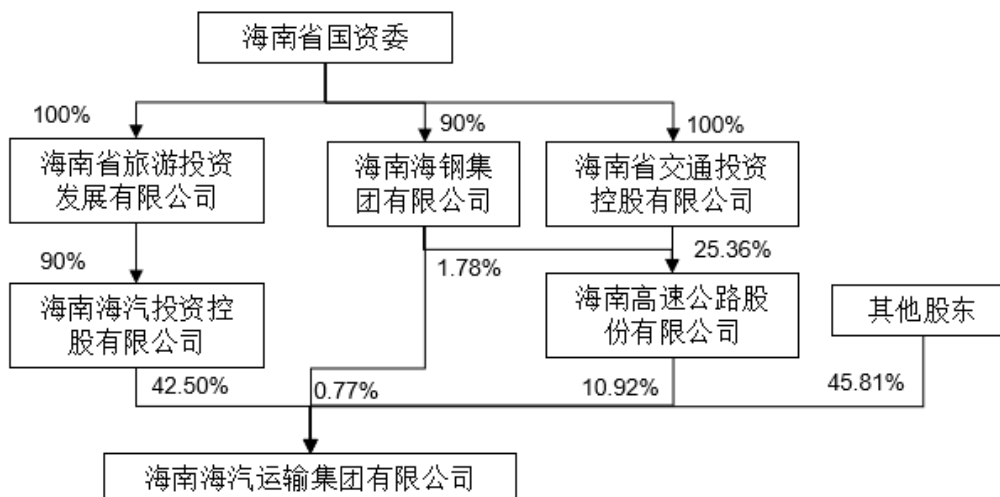 海南省国资委
100%
90%
100%
海南省旅游投资
发展有限公司
海南海钢集
团有限公司
海南省交通投资
控股有限公司
90%
1.78%
25.36%
海南海汽投资控
股有限公司
海南高速公路股
份有限公司
其他股东
42.50%
0.77%
10.92%
45.81%
海南海汽运输集团有限公司